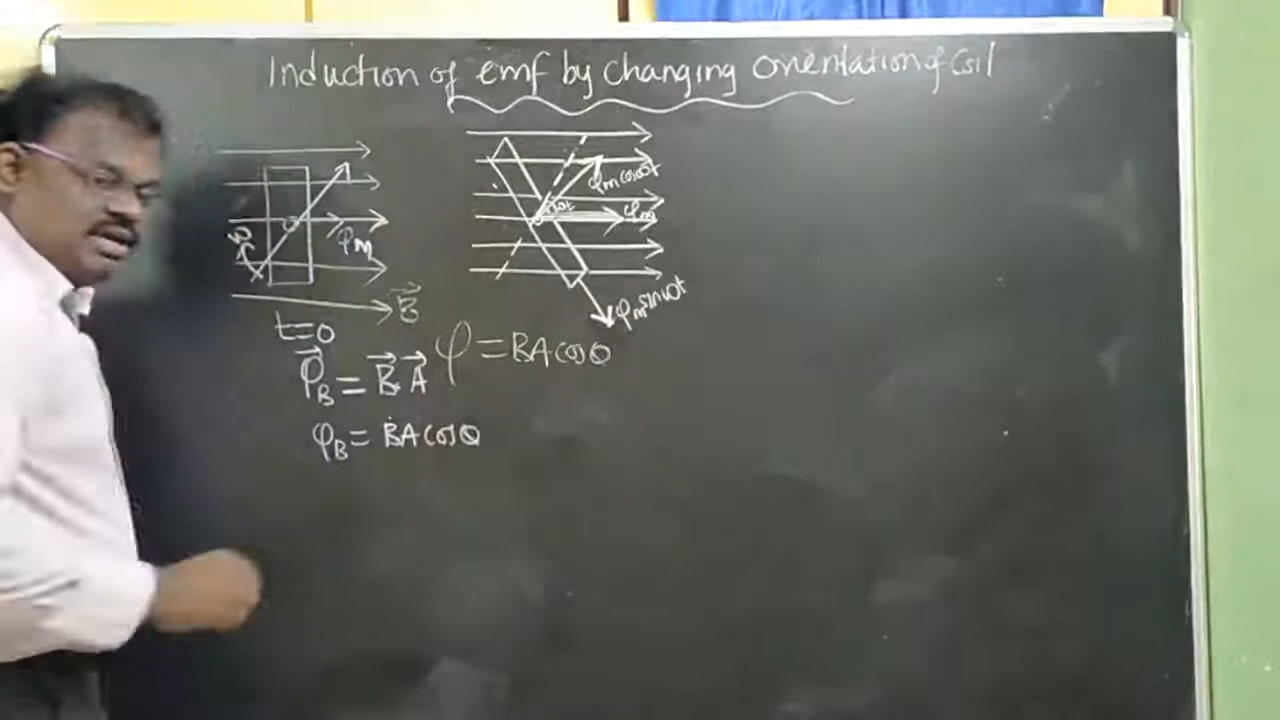 Induction of emf by Changing Orientation of Coil
φm cosωt
ωt
φm
ω
φm
B⃗
φm sinωt
t=0
φ = BA cosθ
φ⃗B = B⃗ A⃗
φB = BA cosθ